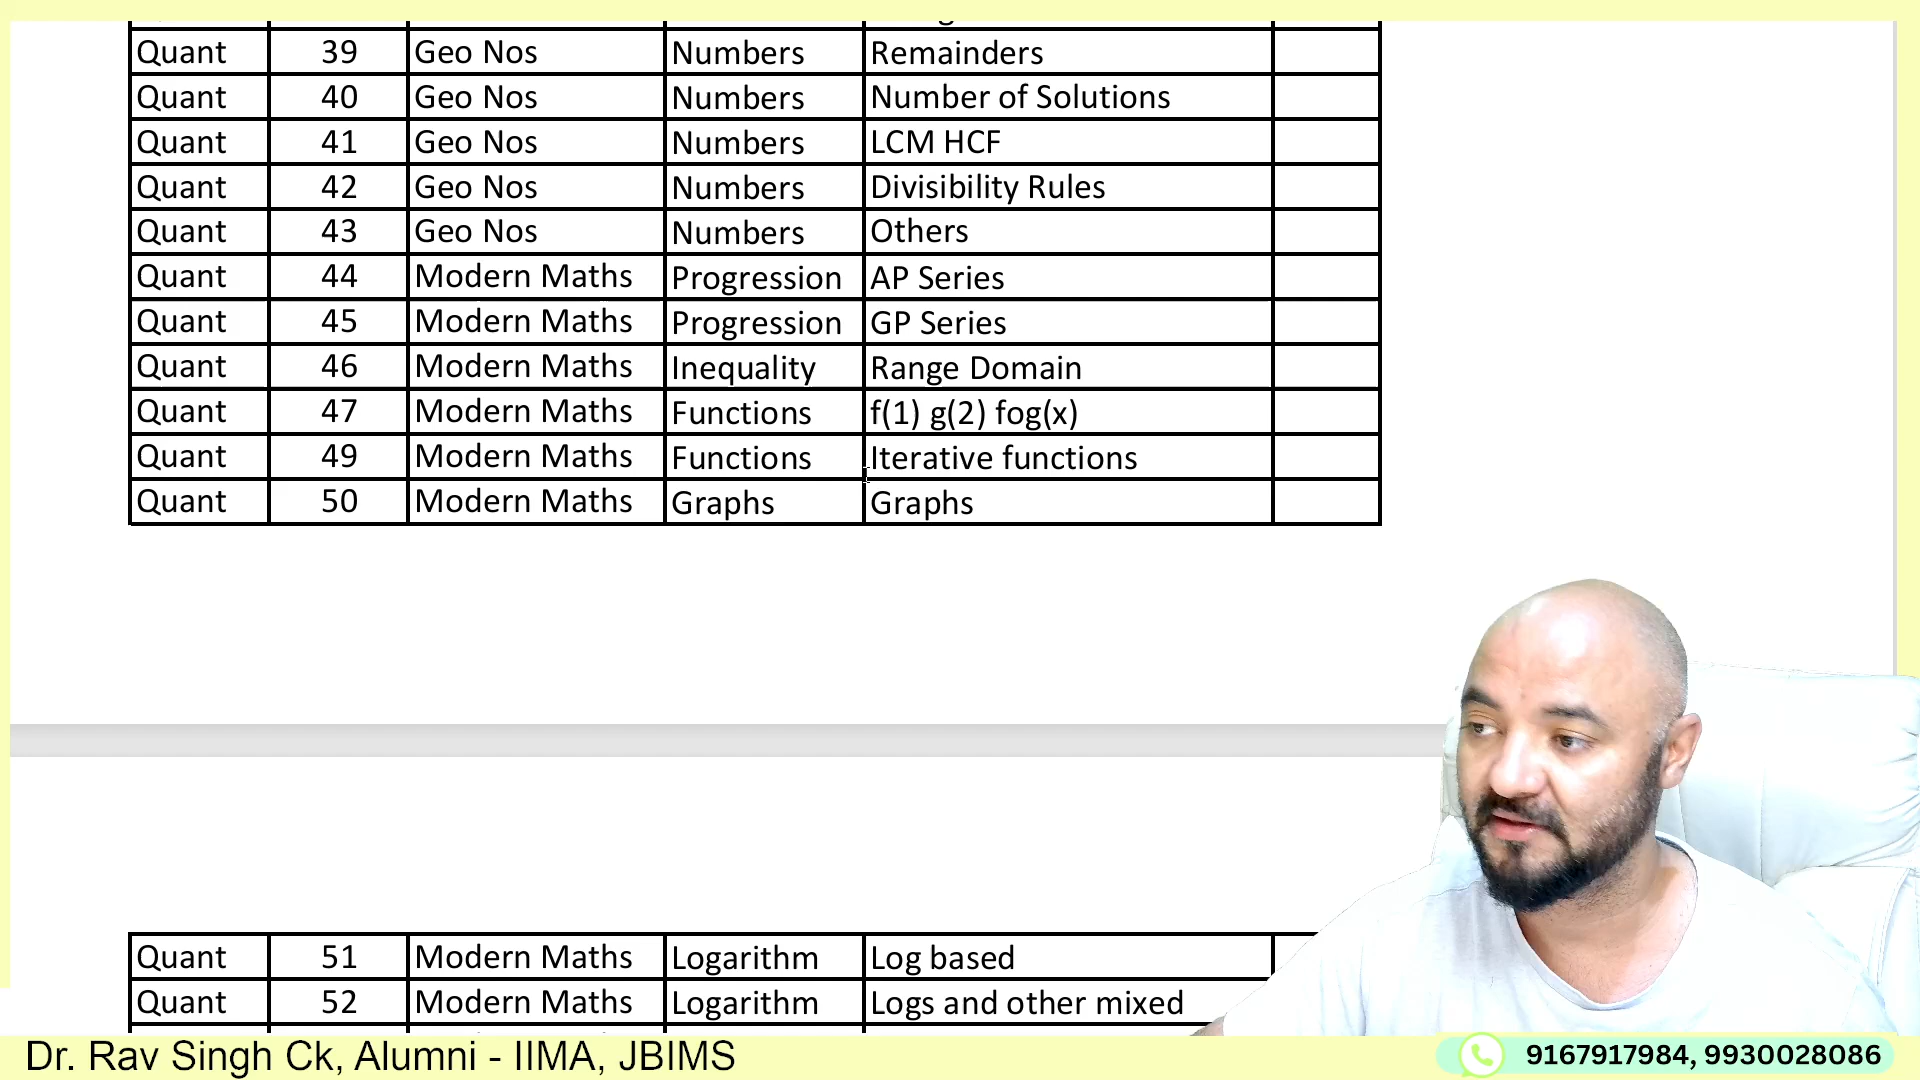 Quant 39 Geo Nos Numbers Remainders
Quant 40 Geo Nos Numbers Number of Solutions
Quant 41 Geo Nos Numbers LCM HCF
Quant 42 Geo Nos Numbers Divisibility Rules
Quant 43 Geo Nos Numbers Others
Quant 44 Modern Maths Progression AP Series
Quant 45 Modern Maths Progression GP Series
Quant 46 Modern Maths Inequality Range Domain
Quant 47 Modern Maths Functions f(1) g(2) fog(x)
Quant 49 Modern Maths Functions Iterative functions
Quant 50 Modern Maths Graphs Graphs
Quant 51 Modern Maths Logarithm Log based
Quant 52 Modern Maths Logarithm Logs and other mixed
Dr. Rav Singh Ck, Alumni - IIMA, JBIMS
9167917984, 9930028086